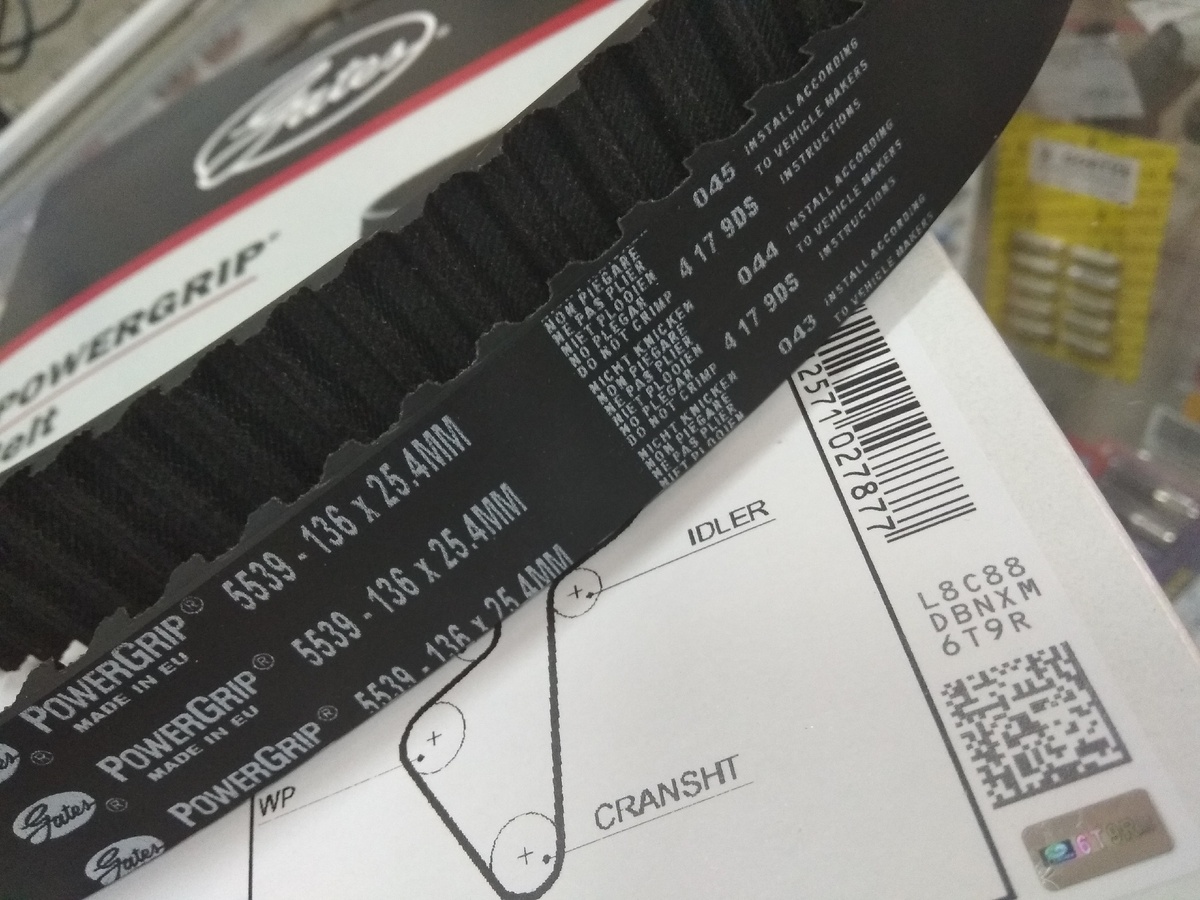 Gates
POWERGRIP
045
INSTALL ACCORDING
TO VEHICLE MAKERS
INSTRUCTIONS
4 17 9DS
044
INSTALL ACCORDING
TO VEHICLE MAKERS
INSTRUCTIONS
4 17 9DS
043
INSTALL ACCORDING
TO VEHICLE MAKERS
NON PIEGARE
NE PAS PLIER
NIET PLOOIEN
NO PLEGAR
DO NOT CRIMP
NICHT KNICKEN
NON PIEGARE
NE PAS PLIER
NIET PLOOIEN
NO PLEGAR
DO NOT CRIMP
NICHT KNICKEN
NON PIEGARE
NE PAS PLIER
NIET PLOOIEN
5539 - 136 x 25.4MM
5539 - 136 x 25.4MM
5539 - 136 x 25.4MM
POWERGRIP®
MADE IN EU
POWERGRIP®
MADE IN EU
POWERGRIP®
Gates ®
Gates
IDLER
WP
CRANSHT
2571 027877
L8C88
DBNXM
6T9R
6T9R